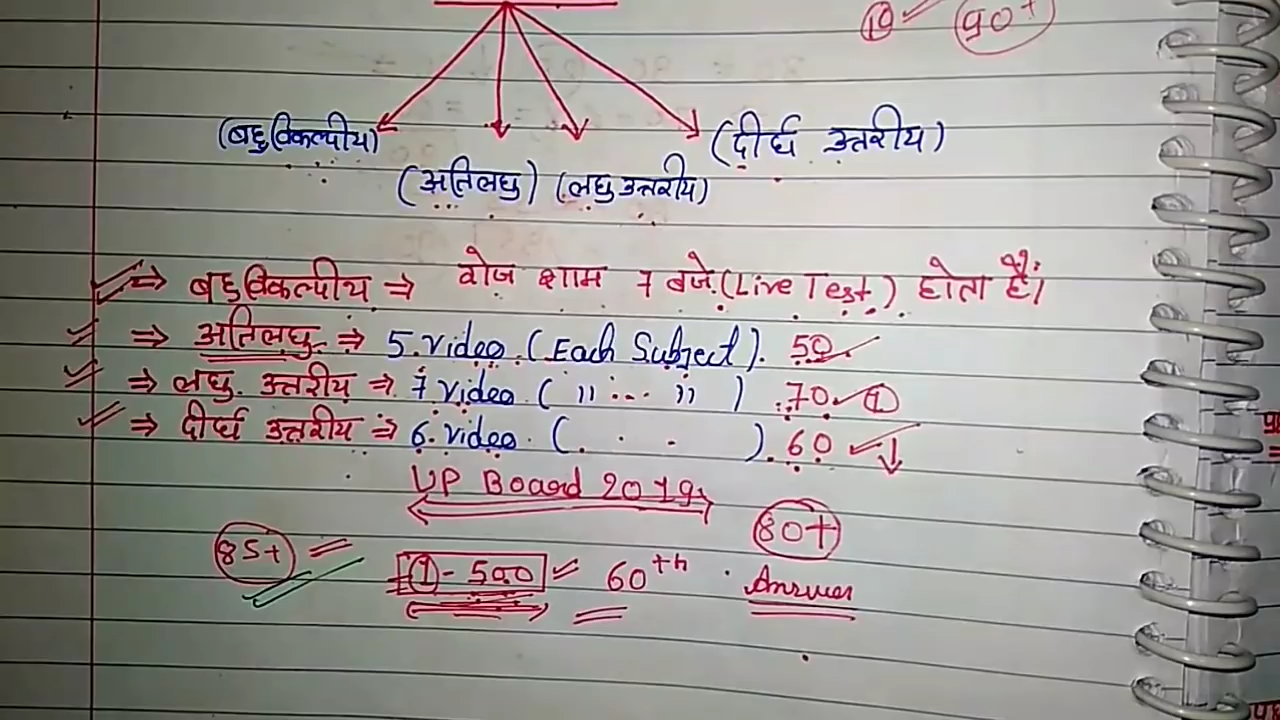 10 90+
(बहुविकल्पीय) (दीर्घ उत्तरीय)
(अतिलघु) (लघु उत्तरीय)
⇒ बहुविकल्पीय ⇒ रोज शाम 7 बजे (Live Test) होता है।
⇒ अतिलघु ⇒ 5 video (Each Subject). 50
⇒ लघु उत्तरीय ⇒ 7 video ( " ... " ) 70 ①
⇒ दीर्घ उत्तरीय ⇒ 6 video ( . - ) 60
UP Board 2019
80+
85+ ① - 500 60th Answer